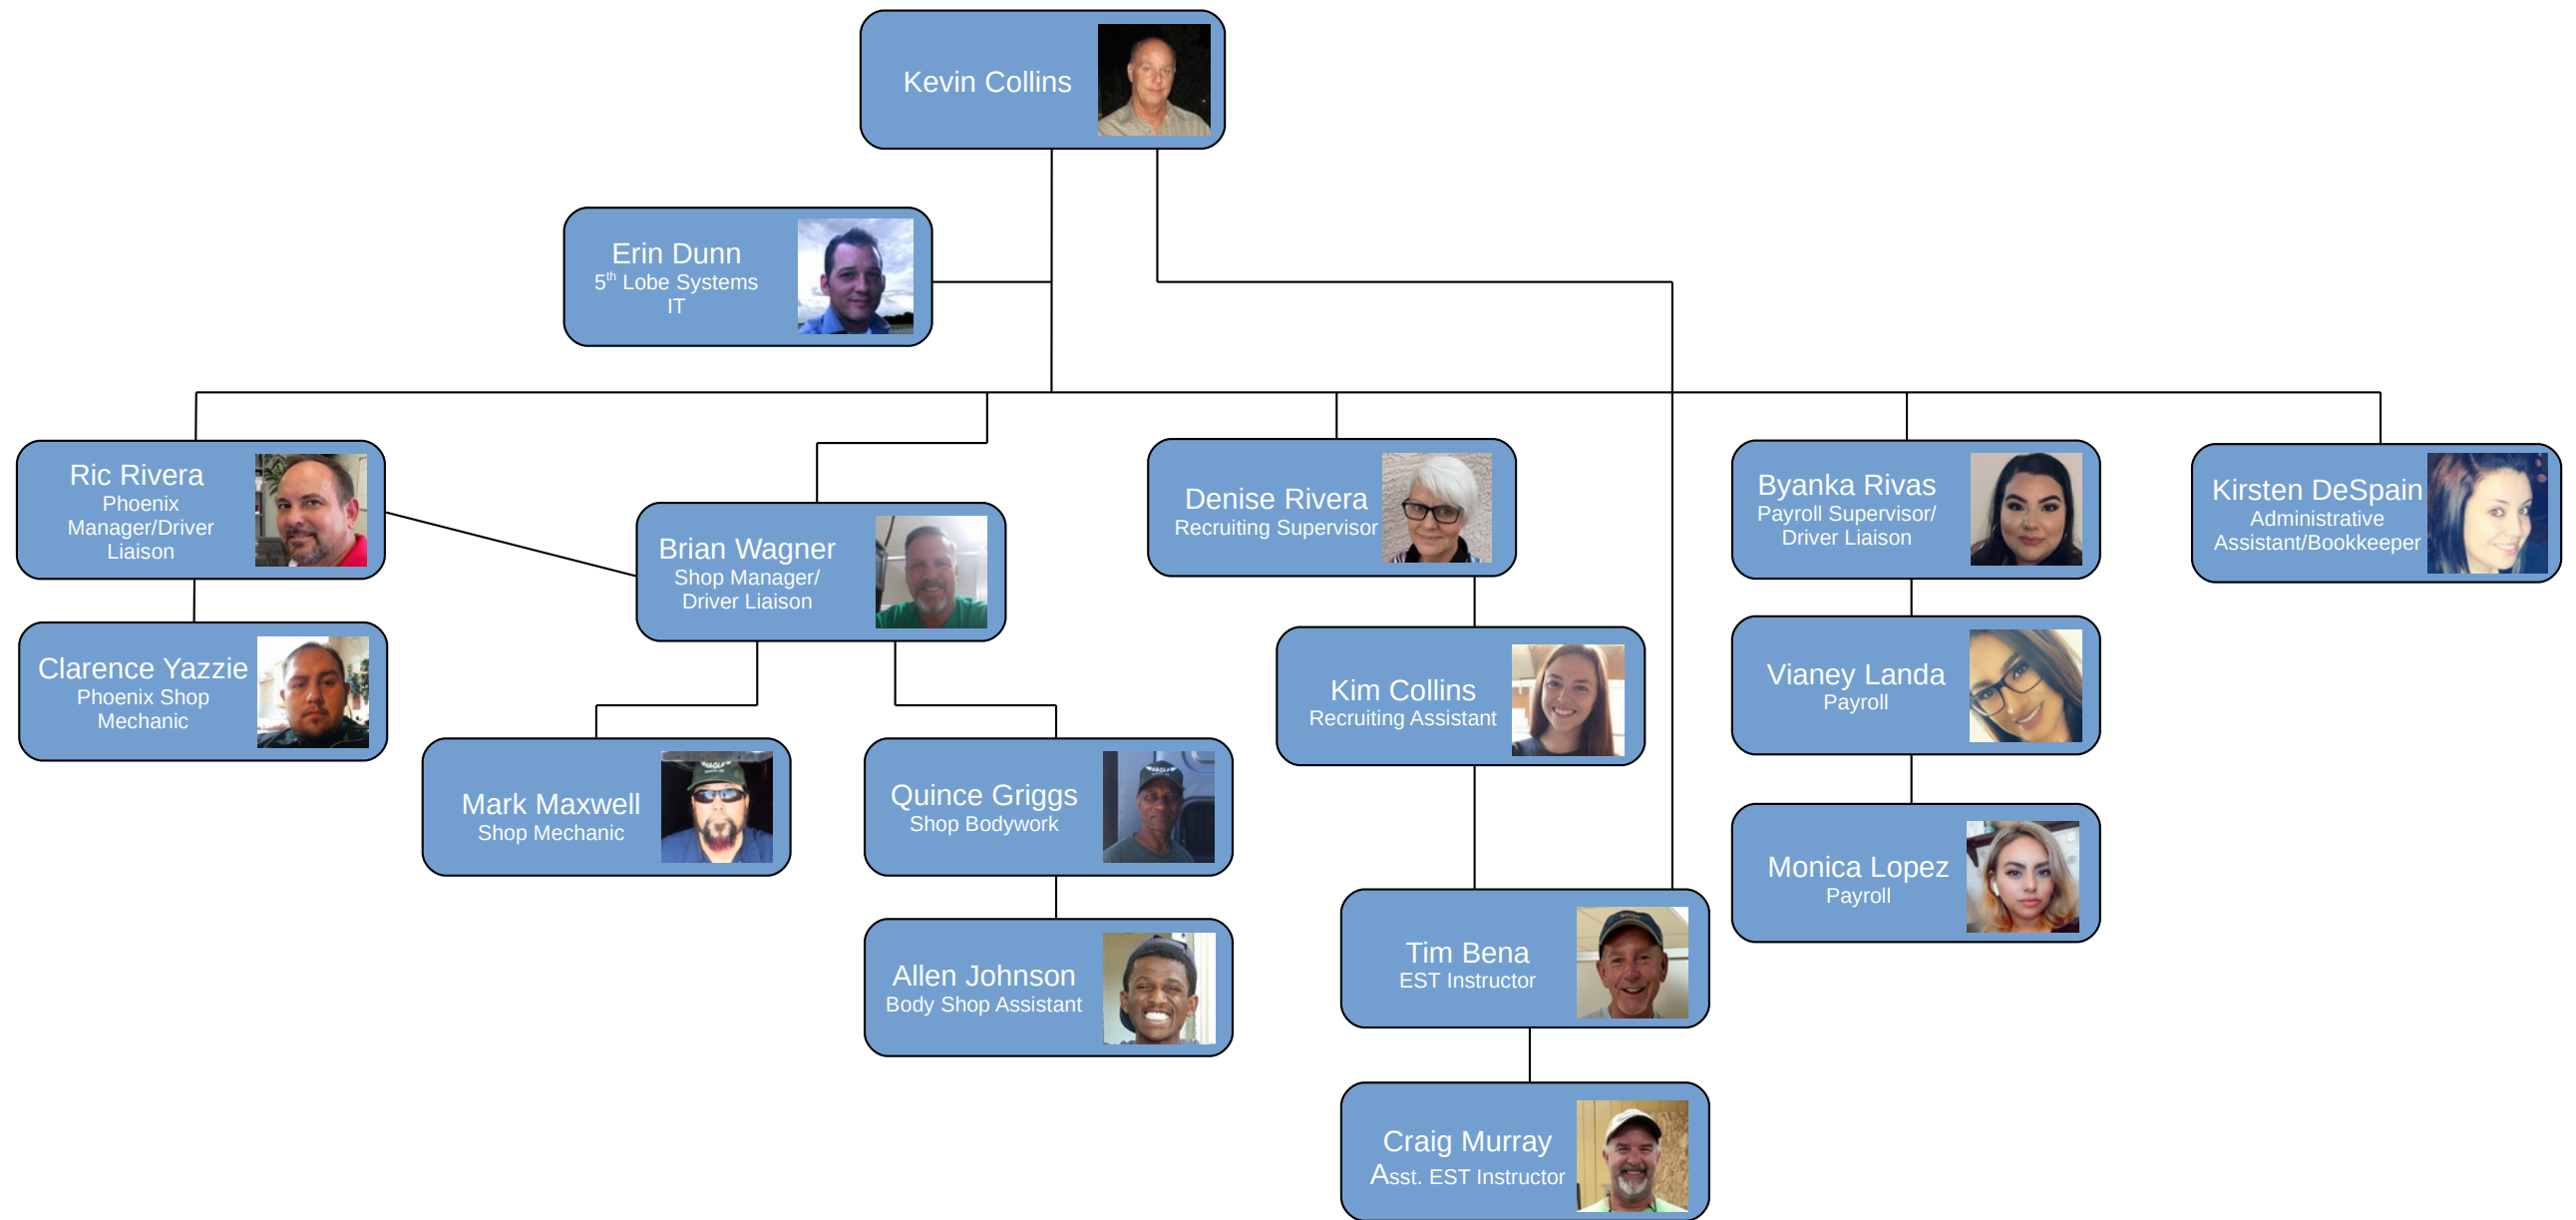 Kevin Collins
Erin Dunn
5th Lobe Systems
IT
Ric Rivera
Phoenix
Manager/Driver
Liaison
Brian Wagner
Shop Manager/
Driver Liaison
Denise Rivera
Recruiting Supervisor
Byanka Rivas
Payroll Supervisor/
Driver Liaison
Kirsten DeSpain
Administrative
Assistant/Bookkeeper
Clarence Yazzie
Phoenix Shop
Mechanic
Kim Collins
Recruiting Assistant
Vianey Landa
Payroll
Mark Maxwell
Shop Mechanic
Quince Griggs
Shop Bodywork
Monica Lopez
Payroll
Allen Johnson
Body Shop Assistant
Tim Bena
EST Instructor
Craig Murray
Asst. EST Instructor